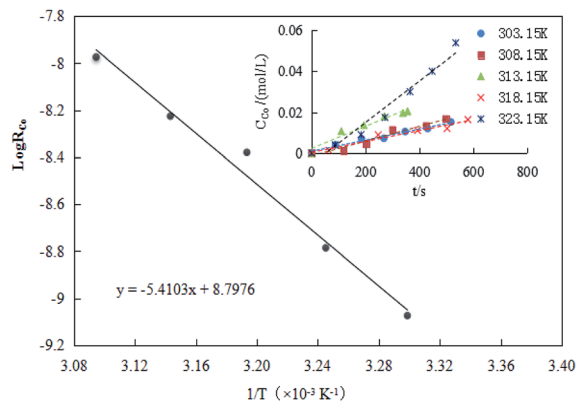 -7.8
-8
-8.2
-8.4
-8.6
-8.8
-9
-9.2
LogR_Co
3.08
3.12
3.16
3.20
3.24
3.28
3.32
3.36
3.40
1/T (×10⁻³ K⁻¹)
y = -5.4103x + 8.7976
0.06
0.04
0.02
0
C_Co /(mol/L)
0
200
400
600
800
t/s
303.15K
308.15K
313.15K
318.15K
323.15K